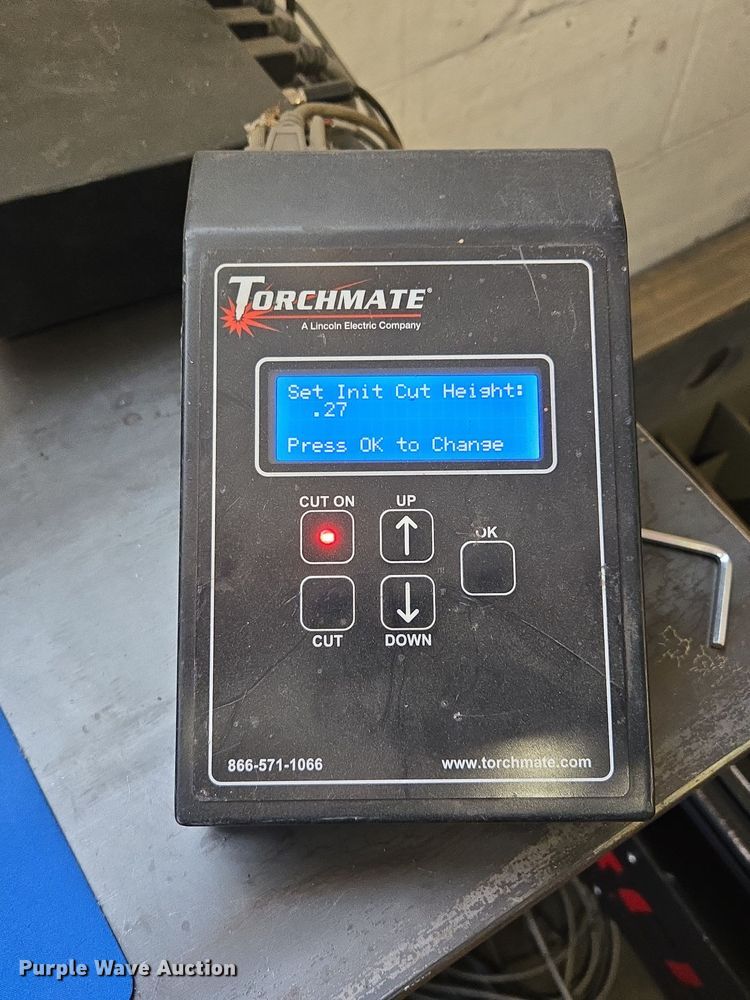 TORCHMATE®
A Lincoln Electric Company
Set Init Cut Height:
.27
Press OK to Change
CUT ON UP
OK
CUT DOWN
866-571-1066 www.torchmate.com
Purple Wave Auction